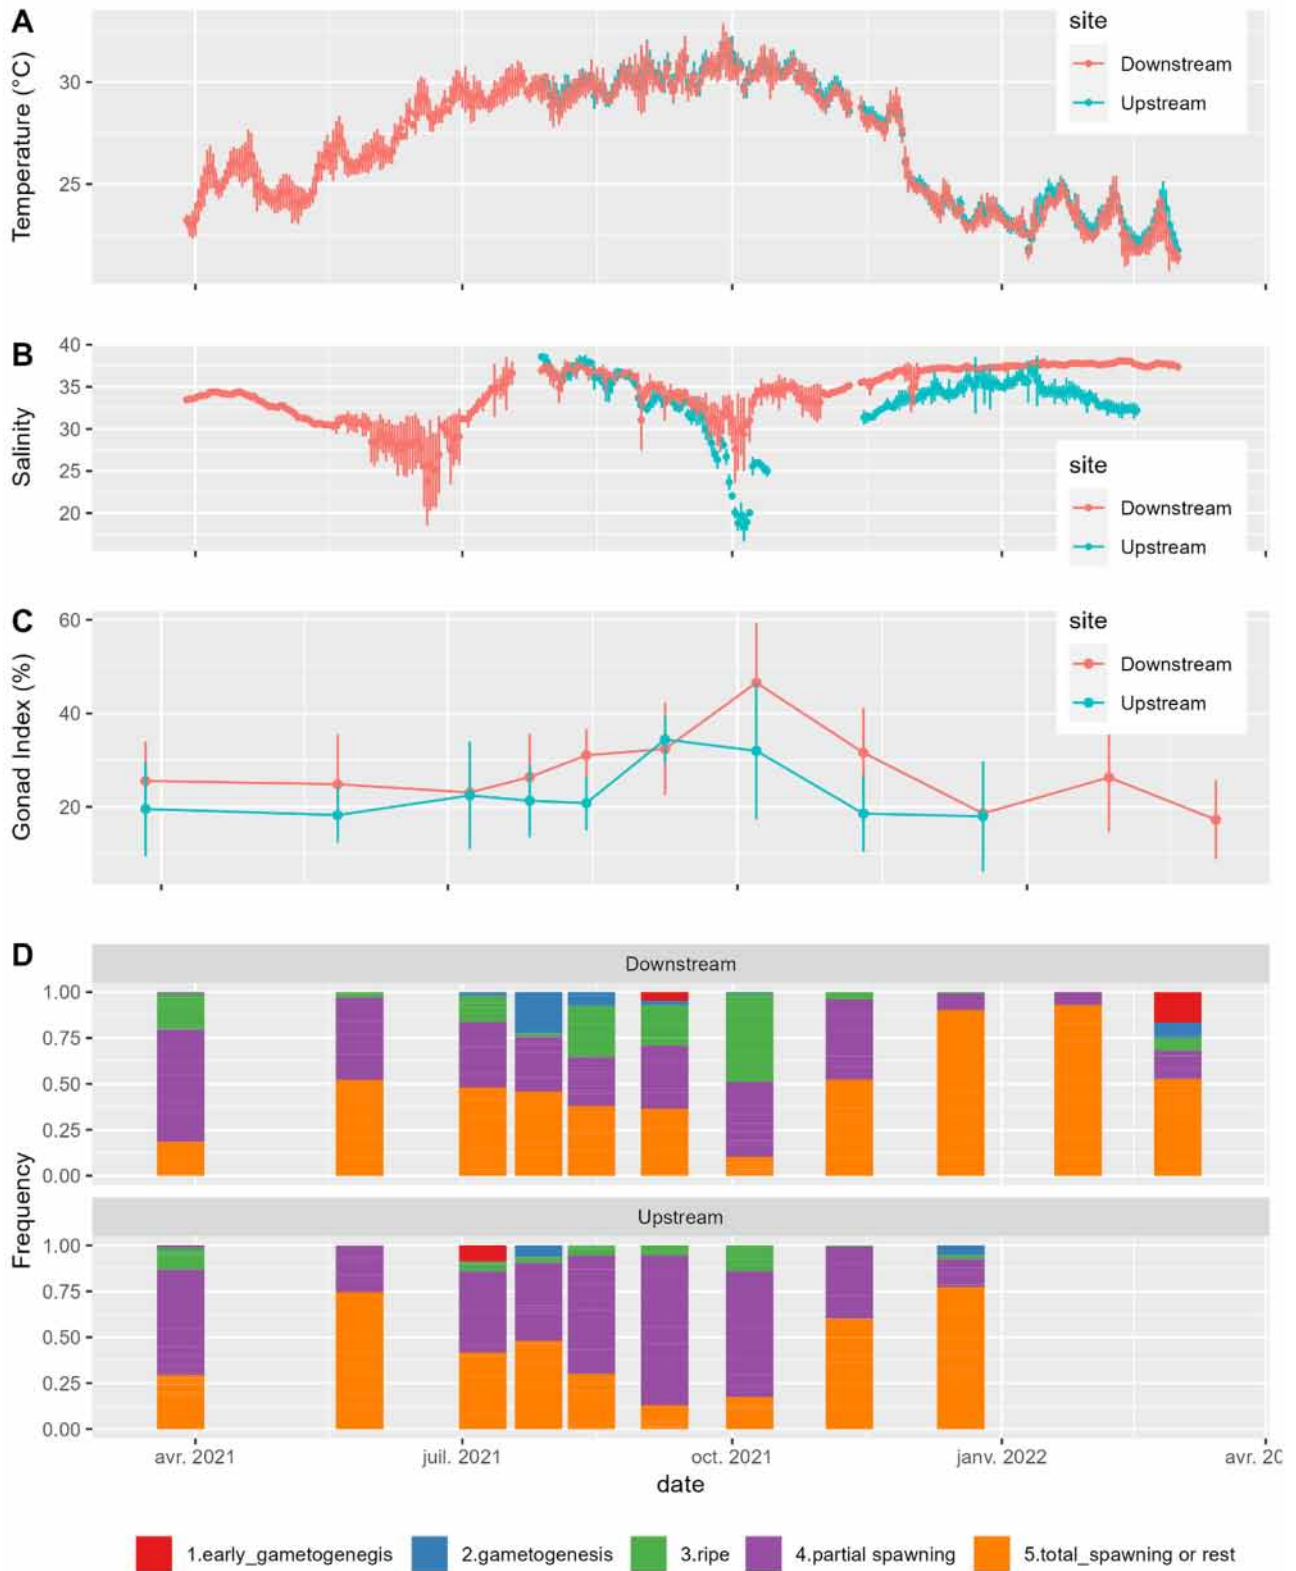 A
Temperature (°C)
30
25
site
Downstream
Upstream
B
Salinity
40
35
30
25
20
site
Downstream
Upstream
C
Gonad Index (%)
60
40
20
site
Downstream
Upstream
D
Frequency
Downstream
1.00
0.75
0.50
0.25
0.00
Upstream
1.00
0.75
0.50
0.25
0.00
avr. 2021
juil. 2021
oct. 2021
janv. 2022
avr. 20
date
1.early_gametogenegis
2.gametogenesis
3.ripe
4.partial spawning
5.total_spawning or rest